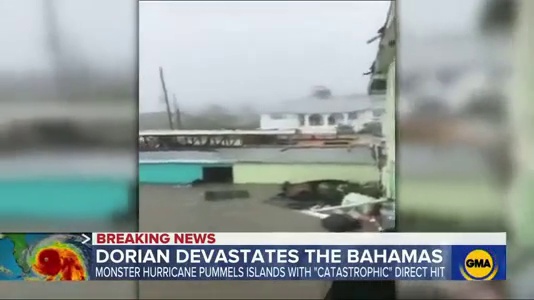 BREAKING NEWS
DORIAN DEVASTATES THE BAHAMAS
MONSTER HURRICANE PUMMELS ISLANDS WITH "CATASTROPHIC" DIRECT HIT
GMA